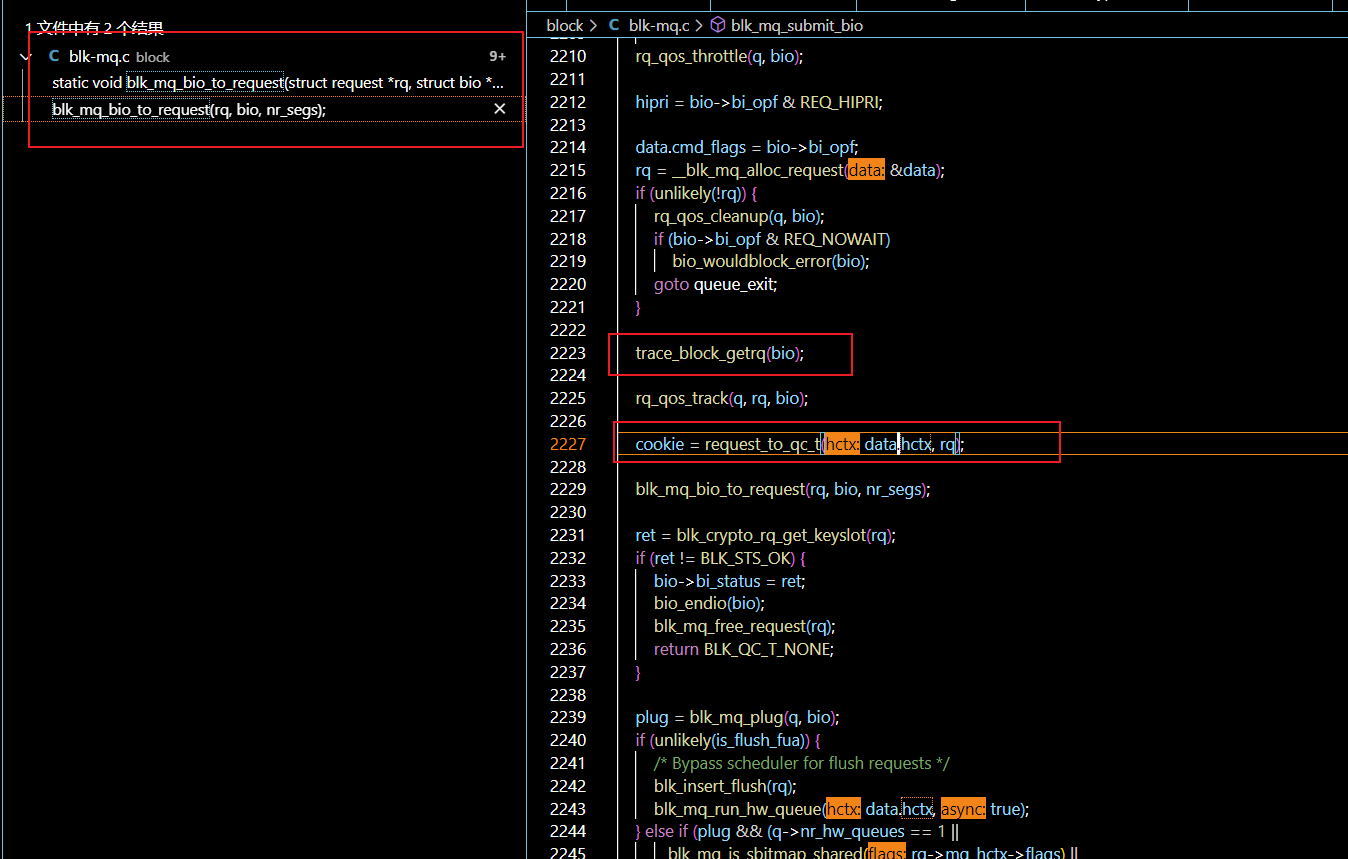 1 文件中有 2 个结果
C blk-mq.c block 9+
static void blk_mq_bio_to_request(struct request *rq, struct bio *...
blk_mq_bio_to_request(rq, bio, nr_segs); ✕
block > C blk-mq.c > blk_mq_submit_bio
2210 rq_qos_throttle(q, bio);
2211
2212 hipri = bio->bi_opf & REQ_HIPRI;
2213
2214 data.cmd_flags = bio->bi_opf;
2215 rq = __blk_mq_alloc_request(data: &data);
2216 if (unlikely(!rq)) {
2217 rq_qos_cleanup(q, bio);
2218 if (bio->bi_opf & REQ_NOWAIT)
2219 bio_wouldblock_error(bio);
2220 goto queue_exit;
2221 }
2222
2223 trace_block_getrq(bio);
2224
2225 rq_qos_track(q, rq, bio);
2226
2227 cookie = request_to_qc_t(hctx: data.hctx, rq);
2228
2229 blk_mq_bio_to_request(rq, bio, nr_segs);
2230
2231 ret = blk_crypto_rq_get_keyslot(rq);
2232 if (ret != BLK_STS_OK) {
2233 bio->bi_status = ret;
2234 bio_endio(bio);
2235 blk_mq_free_request(rq);
2236 return BLK_QC_T_NONE;
2237 }
2238
2239 plug = blk_mq_plug(q, bio);
2240 if (unlikely(is_flush_fua)) {
2241 /* Bypass scheduler for flush requests */
2242 blk_insert_flush(rq);
2243 blk_mq_run_hw_queue(hctx: data.hctx, async: true);
2244 } else if (plug && (q->nr_hw_queues == 1 ||
2245 blk_mq_is_sbitmap_shared(flags: rq->mq_hctx->flags) ||